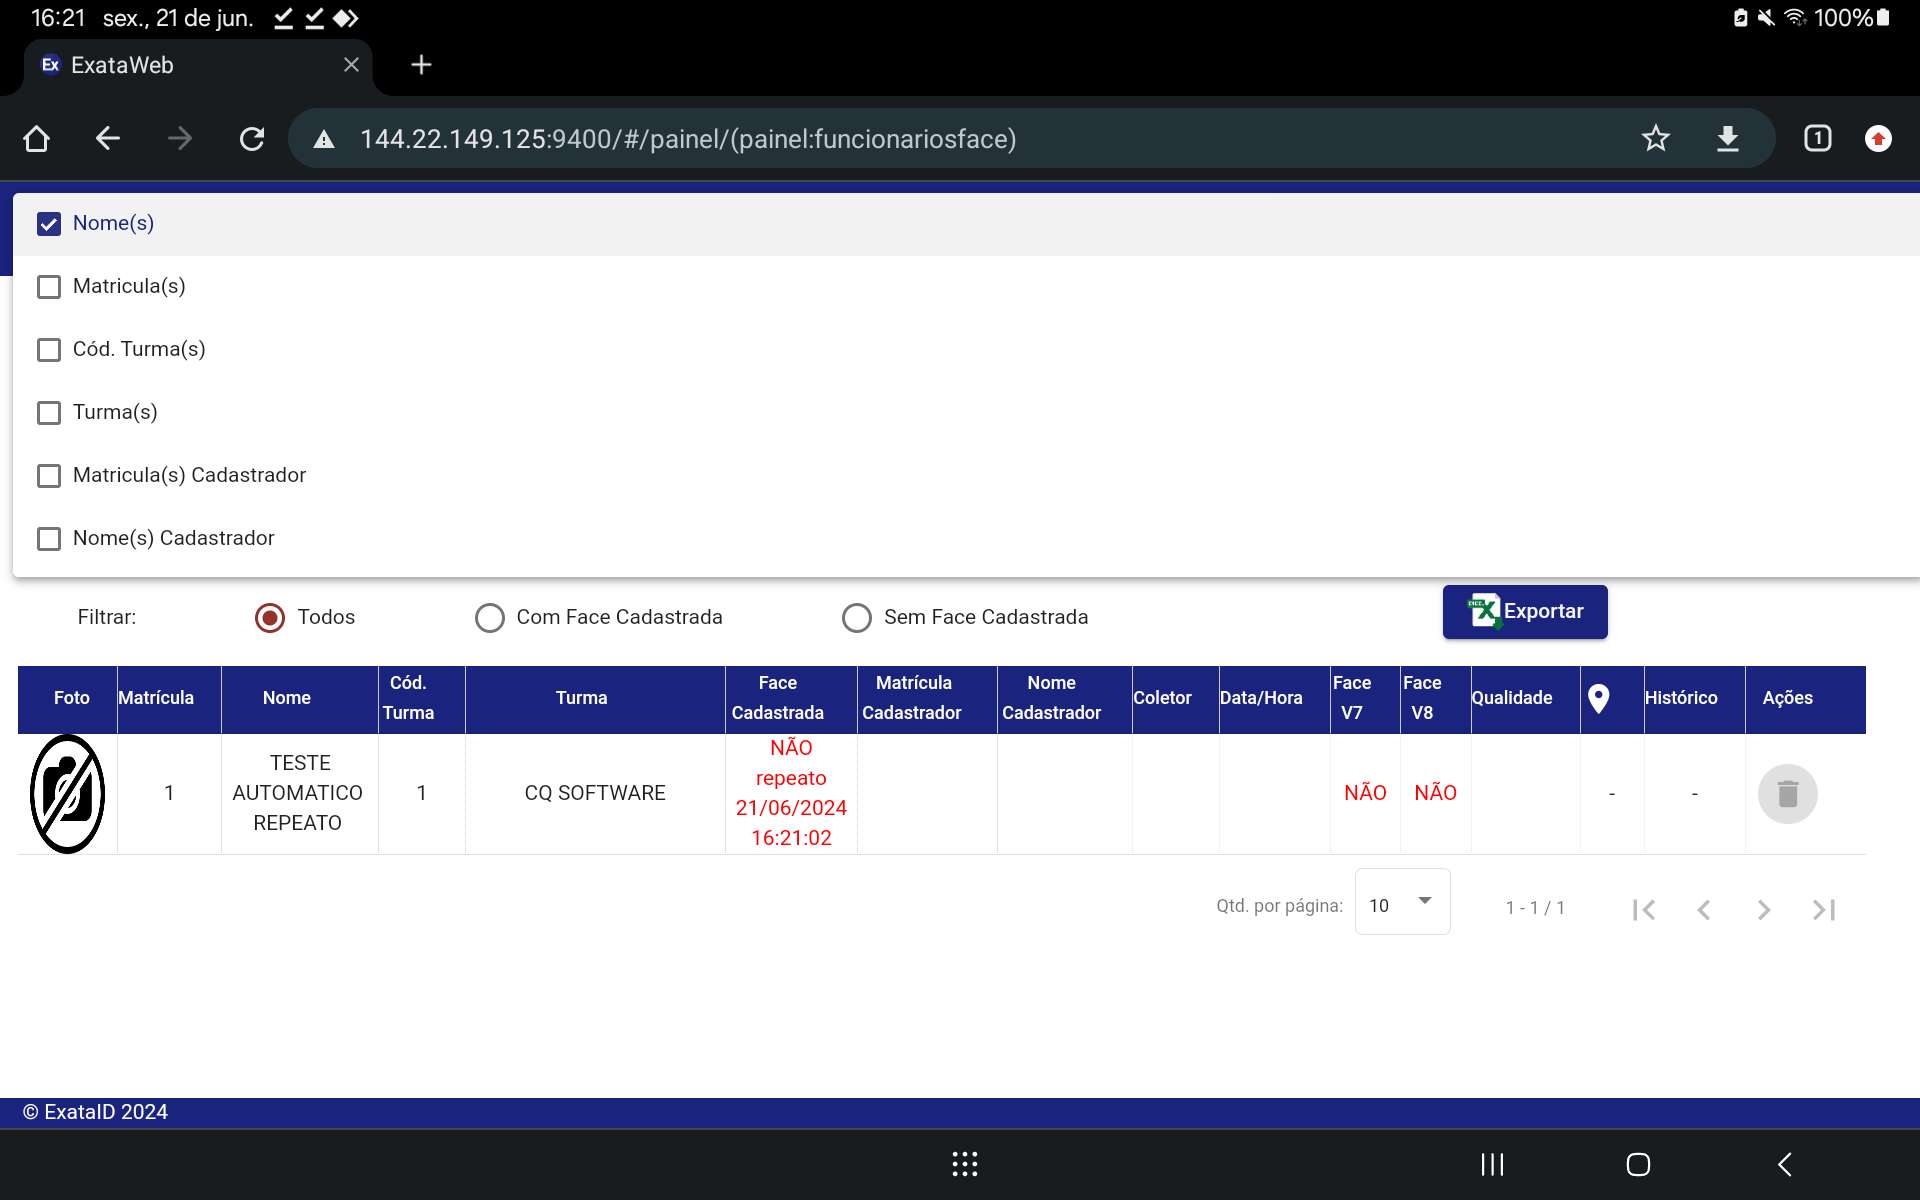 16:21 sex., 21 de jun. 100%
Ex ExataWeb
144.22.149.125:9400/#/painel/(painel:funcionariosface) 1
Nome(s)
Matricula(s)
Cód. Turma(s)
Turma(s)
Matricula(s) Cadastrador
Nome(s) Cadastrador
Filtrar: Todos Com Face Cadastrada Sem Face Cadastrada Exportar
Foto Matrícula Nome Cód. Turma Turma Face Cadastrada Matrícula Cadastrador Nome Cadastrador Coletor Data/Hora Face V7 Face V8 Qualidade Histórico Ações
1 TESTE AUTOMATICO REPEATO 1 CQ SOFTWARE NÃO repeato 21/06/2024 16:21:02 NÃO NÃO - -
Qtd. por página: 10 1 - 1 / 1
© ExataID 2024